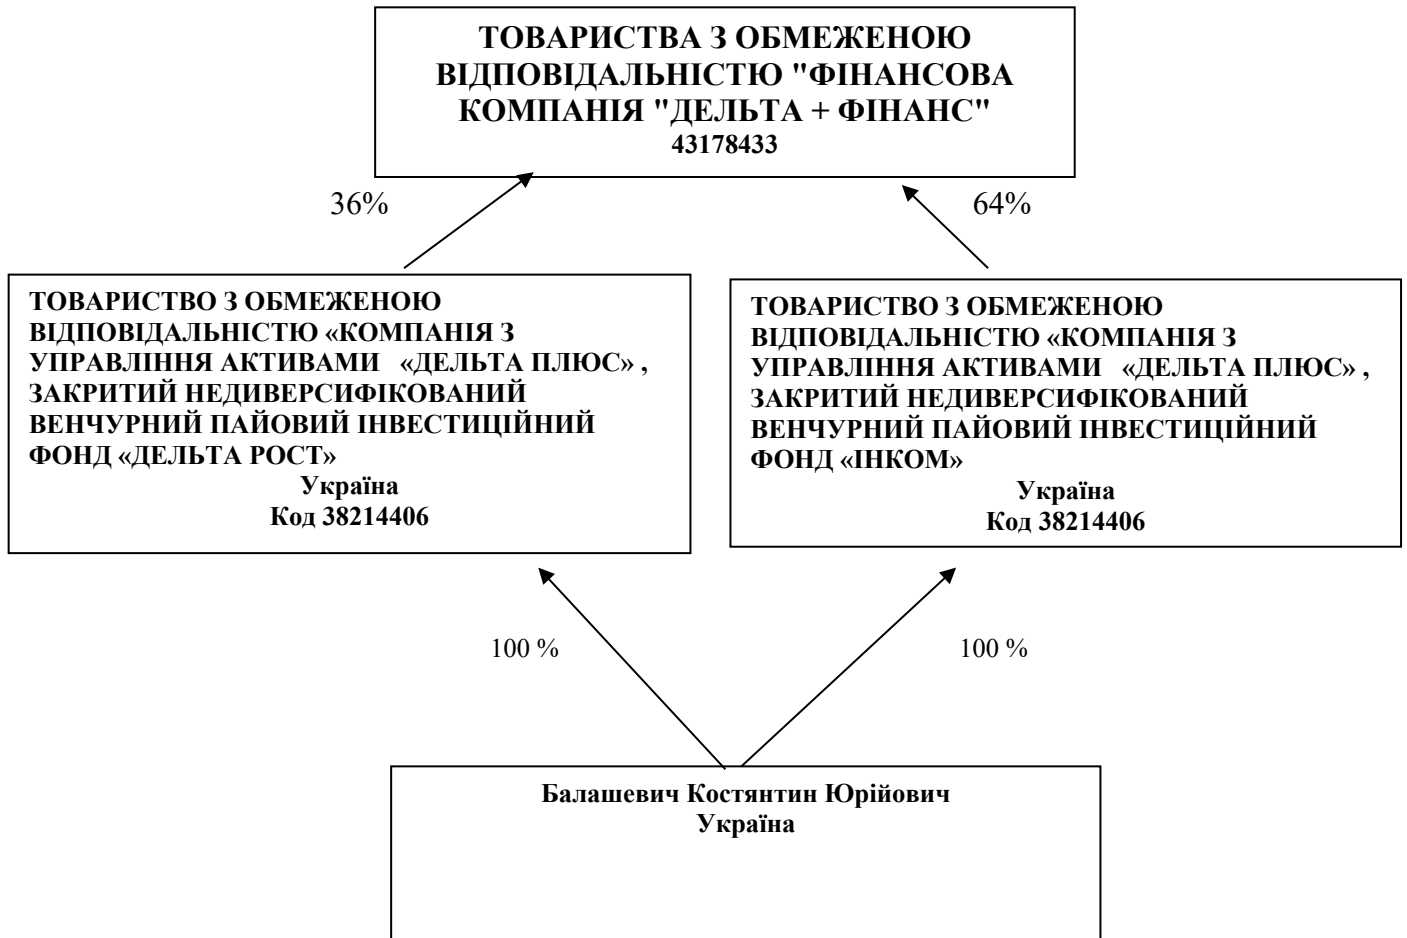 ТОВАРИСТВА З ОБМЕЖЕНОЮ
ВІДПОВІДАЛЬНІСТЮ "ФІНАНСОВА
КОМПАНІЯ "ДЕЛЬТА + ФІНАНС"
43178433
36%
64%
ТОВАРИСТВО З ОБМЕЖЕНОЮ
ВІДПОВІДАЛЬНІСТЮ «КОМПАНІЯ З
УПРАВЛІННЯ АКТИВАМИ «ДЕЛЬТА ПЛЮС» ,
ЗАКРИТИЙ НЕДИВЕРСИФІКОВАНИЙ
ВЕНЧУРНИЙ ПАЙОВИЙ ІНВЕСТИЦІЙНИЙ
ФОНД «ДЕЛЬТА РОСТ»
Україна
Код 38214406
ТОВАРИСТВО З ОБМЕЖЕНОЮ
ВІДПОВІДАЛЬНІСТЮ «КОМПАНІЯ З
УПРАВЛІННЯ АКТИВАМИ «ДЕЛЬТА ПЛЮС» ,
ЗАКРИТИЙ НЕДИВЕРСИФІКОВАНИЙ
ВЕНЧУРНИЙ ПАЙОВИЙ ІНВЕСТИЦІЙНИЙ
ФОНД «ІНКОМ»
Україна
Код 38214406
100 %
100 %
Балашевич Костянтин Юрійович
Україна